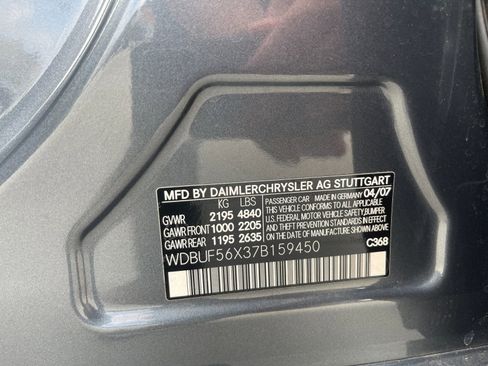 MFD BY DAIMLERCHRYSLER AG STUTTGART
KG LBS PASSENGER CAR MADE IN GERMANY 04/07
GVWR 2195 4840 THIS VEHICLE CONFORMS TO ALL APPLICABLE
GAWR FRONT 1000 2205 U.S. FEDERAL MOTOR VEHICLE SAFETY, BUMPER
GAWR REAR 1195 2635 AND THEFT PREVENTION STANDARDS IN EFFECT
ON THE DATE OF MANUFACTURE SHOWN ABOVE
WDBUF56X37B159450 C368